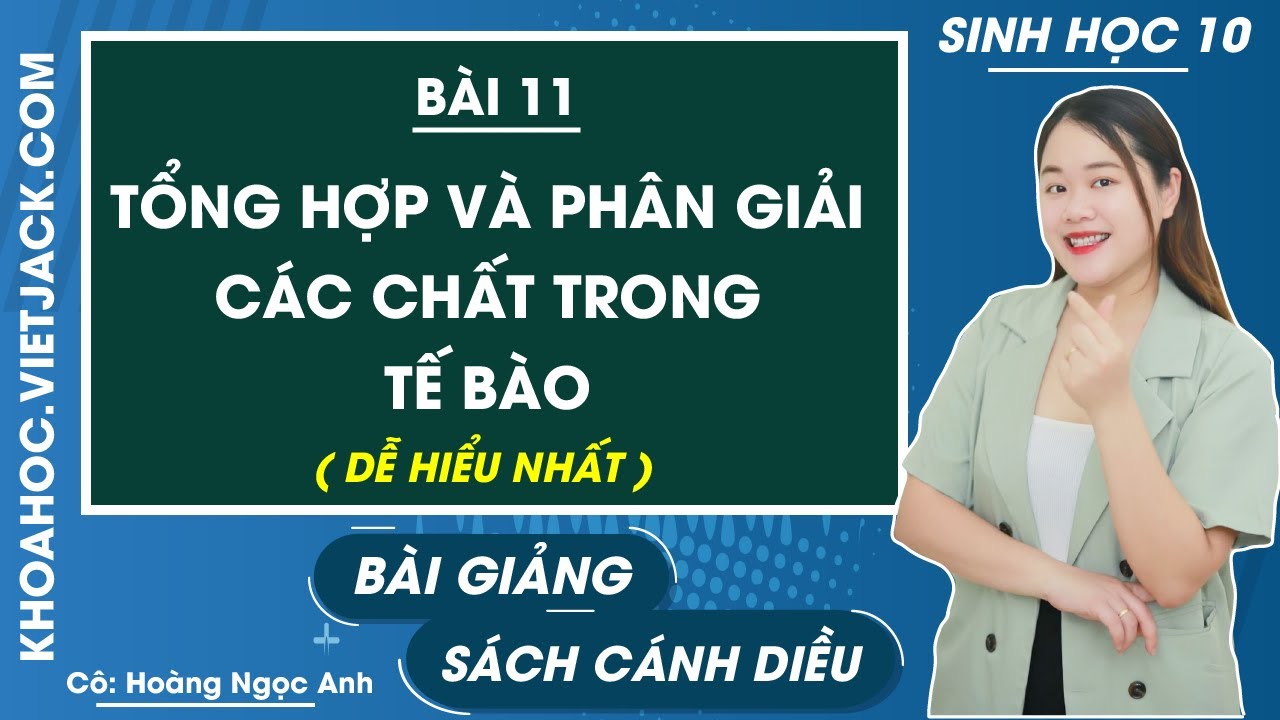 KHOAHOC.VIETJACK.COM
SINH HỌC 10
BÀI 11
TỔNG HỢP VÀ PHÂN GIẢI
CÁC CHẤT TRONG
TẾ BÀO
( DỄ HIỂU NHẤT )
BÀI GIẢNG
SÁCH CÁNH DIỀU
Cô: Hoàng Ngọc Anh